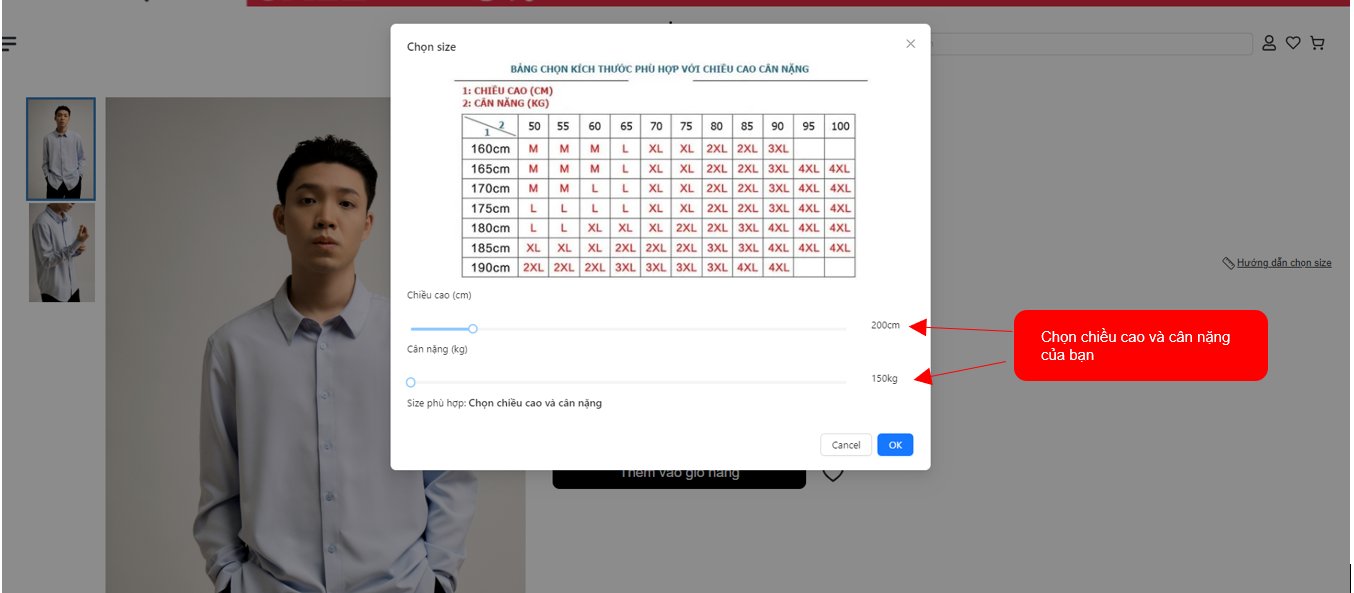 Chọn size
BẢNG CHỌN KÍCH THƯỚC PHÙ HỢP VỚI CHIỀU CAO CÂN NẶNG
1: CHIỀU CAO (CM)
2: CÂN NẶNG (KG)
1 2 50 55 60 65 70 75 80 85 90 95 100
160cm M M M L XL XL 2XL 2XL 3XL
165cm M M M L XL XL 2XL 2XL 3XL 4XL 4XL
170cm M M L L XL XL 2XL 2XL 3XL 4XL 4XL
175cm L L L L XL XL 2XL 2XL 3XL 4XL 4XL
180cm L L XL XL XL 2XL 2XL 3XL 4XL 4XL 4XL
185cm XL XL XL 2XL 2XL 2XL 3XL 3XL 4XL 4XL 4XL
190cm 2XL 2XL 2XL 3XL 3XL 3XL 3XL 4XL 4XL
Hướng dẫn chọn size
Chiều cao (cm)
200cm
Chọn chiều cao và cân nặng
của bạn
Cân nặng (kg)
150kg
Size phù hợp: Chọn chiều cao và cân nặng
Cancel
OK
Thêm vào giỏ hàng